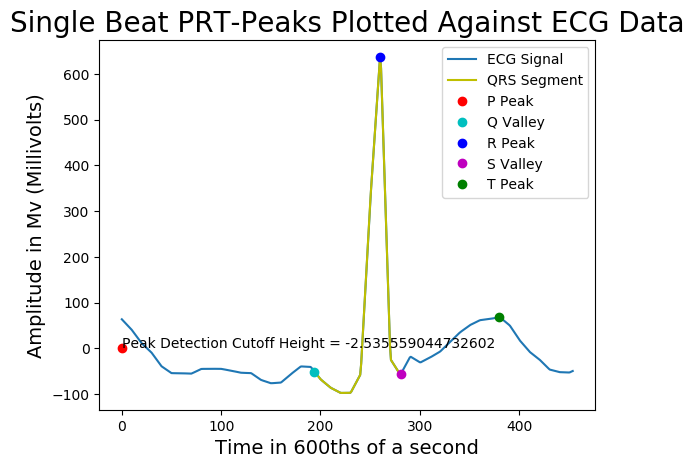 Single Beat PRT-Peaks Plotted Against ECG Data
Amplitude in Mv (Millivolts)
600
500
400
300
200
100
0
−100
ECG Signal
QRS Segment
P Peak
Q Valley
R Peak
S Valley
T Peak
Peak Detection Cutoff Height = -2.535559044732602
0 100 200 300 400
Time in 600ths of a second